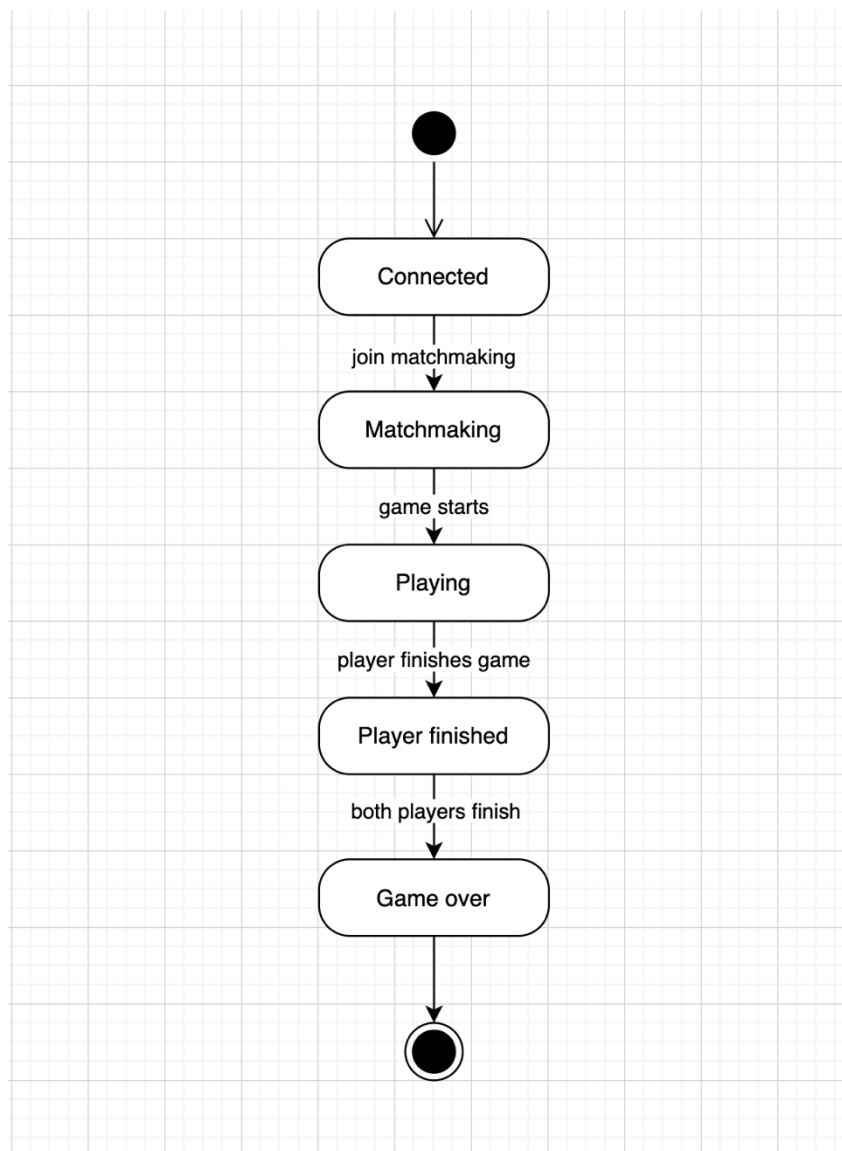 Connected
join matchmaking
Matchmaking
game starts
Playing
player finishes game
Player finished
both players finish
Game over